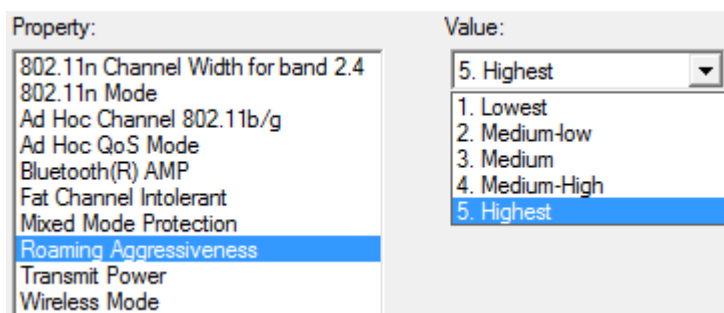 Property:
802.11n Channel Width for band 2.4
802.11n Mode
Ad Hoc Channel 802.11b/g
Ad Hoc QoS Mode
Bluetooth(R) AMP
Fat Channel Intolerant
Mixed Mode Protection
Roaming Aggressiveness
Transmit Power
Wireless Mode
Value:
5. Highest
1. Lowest
2. Medium-low
3. Medium
4. Medium-High
5. Highest